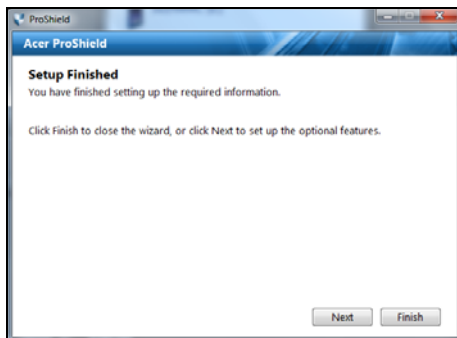 ProShield
Acer ProShield
Setup Finished
You have finished setting up the required information.
Click Finish to close the wizard, or click Next to set up the optional features.
Next
Finish